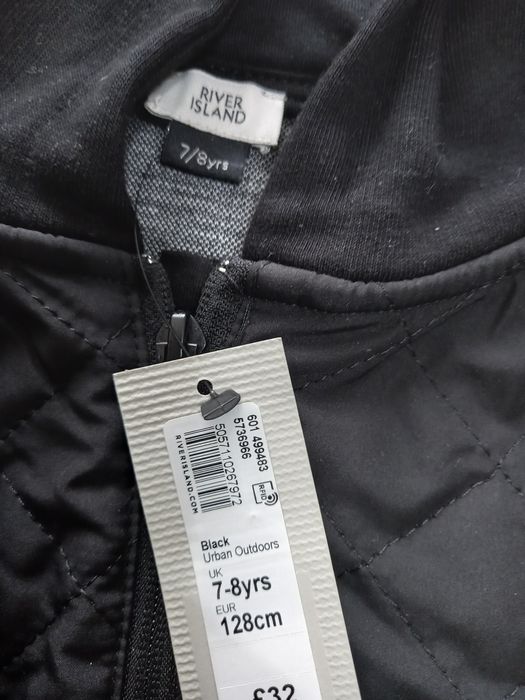 RIVER
ISLAND
7/8yrs
601 499483
5736966
5057110267972
RIVERISLAND.COM
RFID
Black
Urban Outdoors
UK
7-8yrs
EUR
128cm
£32